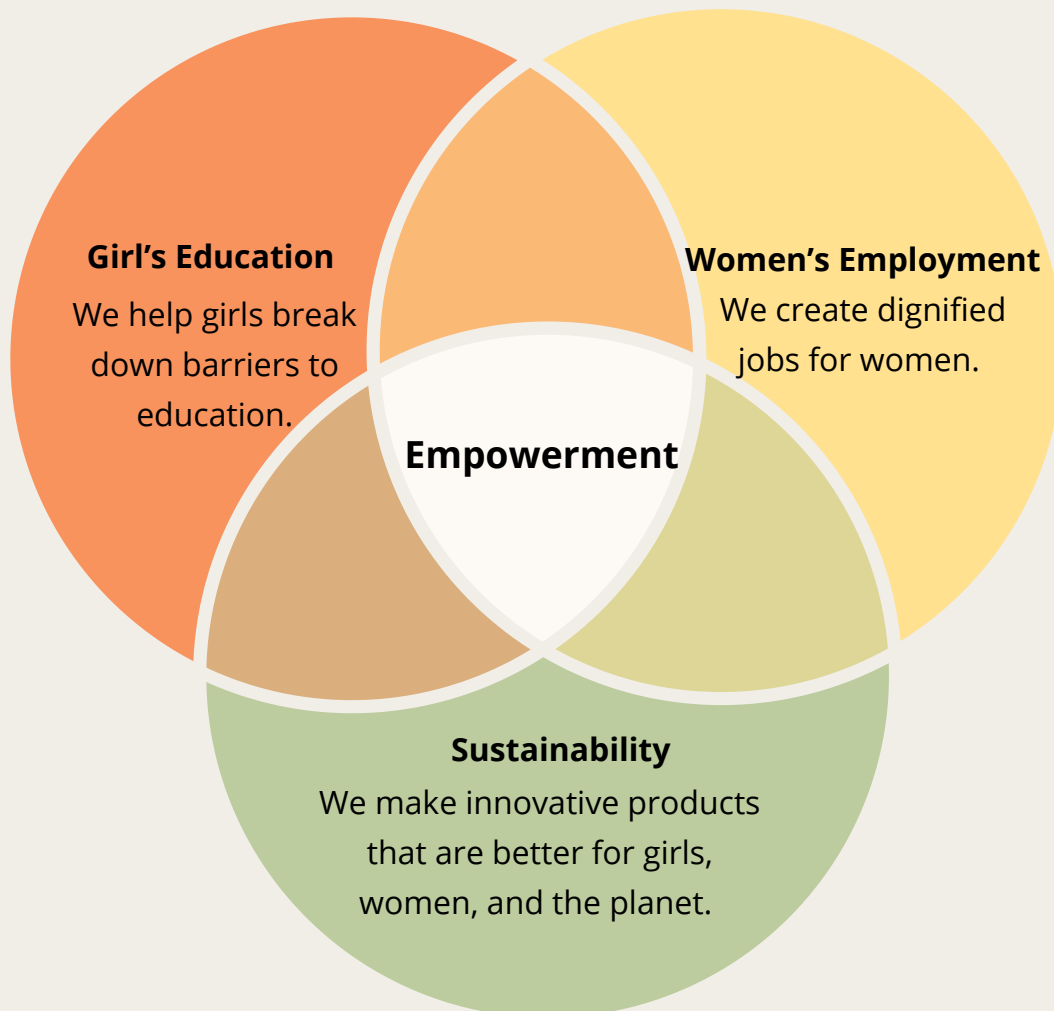 Girl’s Education
We help girls break
down barriers to
education.
Women’s Employment
We create dignified
jobs for women.
Empowerment
Sustainability
We make innovative products
that are better for girls,
women, and the planet.